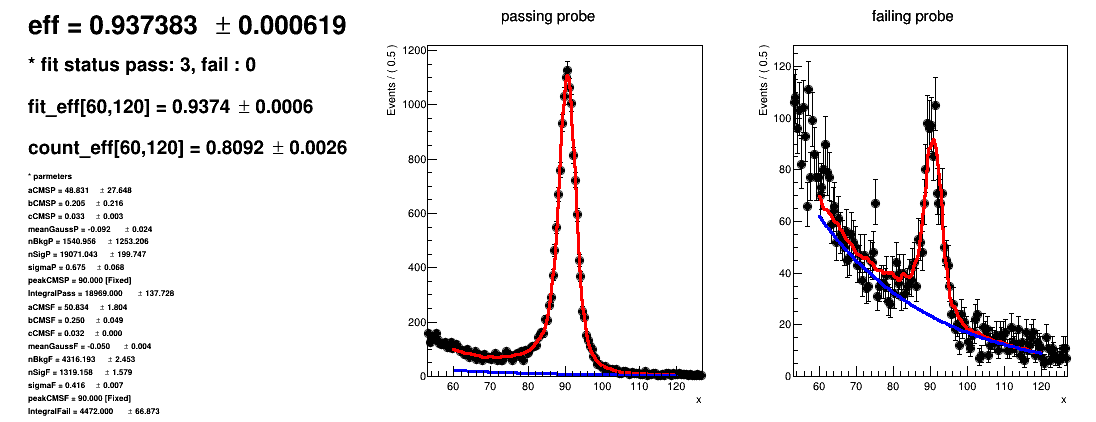 eff = 0.937383 ± 0.000619
* fit status pass: 3, fail : 0
fit_eff[60,120] = 0.9374 ± 0.0006
count_eff[60,120] = 0.8092 ± 0.0026
* parmeters
aCMSP = 48.831 ± 27.648
bCMSP = 0.205 ± 0.216
cCMSP = 0.033 ± 0.003
meanGaussP = -0.092 ± 0.024
nBkgP = 1540.956 ± 1253.206
nSigP = 19071.043 ± 199.747
sigmaP = 0.675 ± 0.068
peakCMSP = 90.000 [Fixed]
IntegralPass = 18969.000 ± 137.728
aCMSF = 50.834 ± 1.804
bCMSF = 0.250 ± 0.049
cCMSF = 0.032 ± 0.000
meanGaussF = -0.050 ± 0.004
nBkgF = 4316.193 ± 2.453
nSigF = 1319.158 ± 1.579
sigmaF = 0.416 ± 0.007
peakCMSF = 90.000 [Fixed]
IntegralFail = 4472.000 ± 66.873
passing probe
Events / ( 0.5 )
1200
1000
800
600
400
200
0
60 70 80 90 100 110 120
x
failing probe
Events / ( 0.5 )
120
100
80
60
40
20
0
60 70 80 90 100 110 120
x